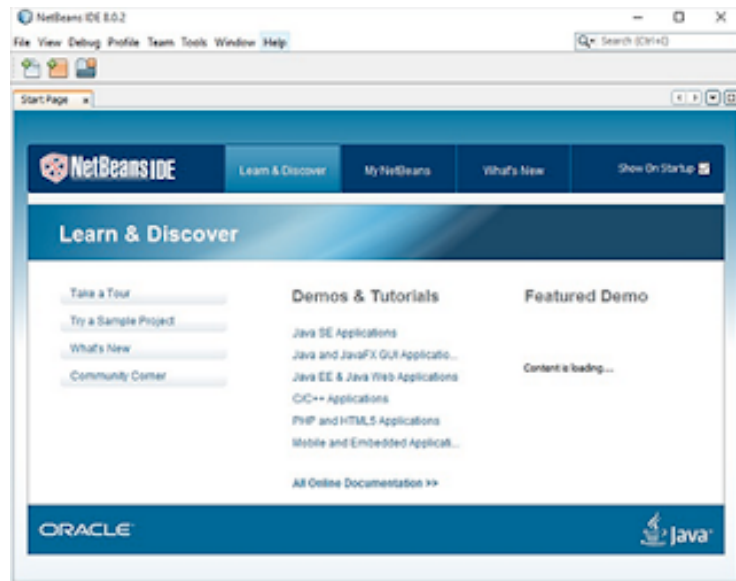 NetBeans IDE 8.0.2
File View Debug Profile Team Tools Window Help
Search (Ctrl+I)
Start Page
NetBeans IDE
Learn & Discover
My NetBeans
What's New
Show On Startup
Learn & Discover
Take a Tour
Try a Sample Project
What's New
Community Corner
Demos & Tutorials
Java SE Applications
Java and JavaFX GUI Applicatio...
Java EE & Java Web Applications
C/C++ Applications
PHP and HTML5 Applications
Mobile and Embedded Applicati...
All Online Documentation >>
Featured Demo
Content is loading...
ORACLE
Java